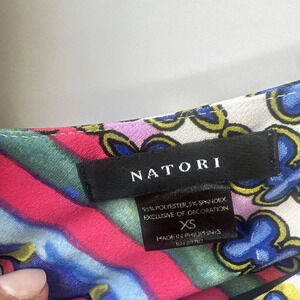 NATORI
95% POLYESTER, 5% SPANDEX
EXCLUSIVE OF DECORATION
XS
MADE IN PHILIPPINES